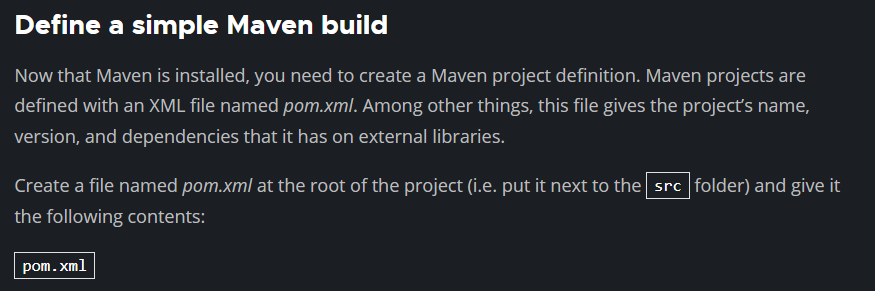 Define a simple Maven build
Now that Maven is installed, you need to create a Maven project definition. Maven projects are
defined with an XML file named pom.xml. Among other things, this file gives the project’s name,
version, and dependencies that it has on external libraries.
Create a file named pom.xml at the root of the project (i.e. put it next to the src folder) and give it
the following contents:
pom.xml